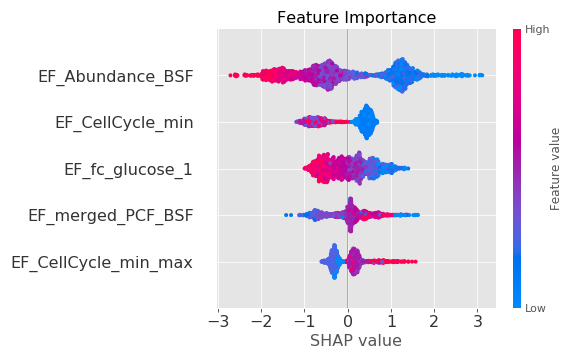 Feature Importance
High
EF_Abundance_BSF
EF_CellCycle_min
EF_fc_glucose_1
EF_merged_PCF_BSF
EF_CellCycle_min_max
Feature value
Low
−3 −2 −1 0 1 2 3
SHAP value